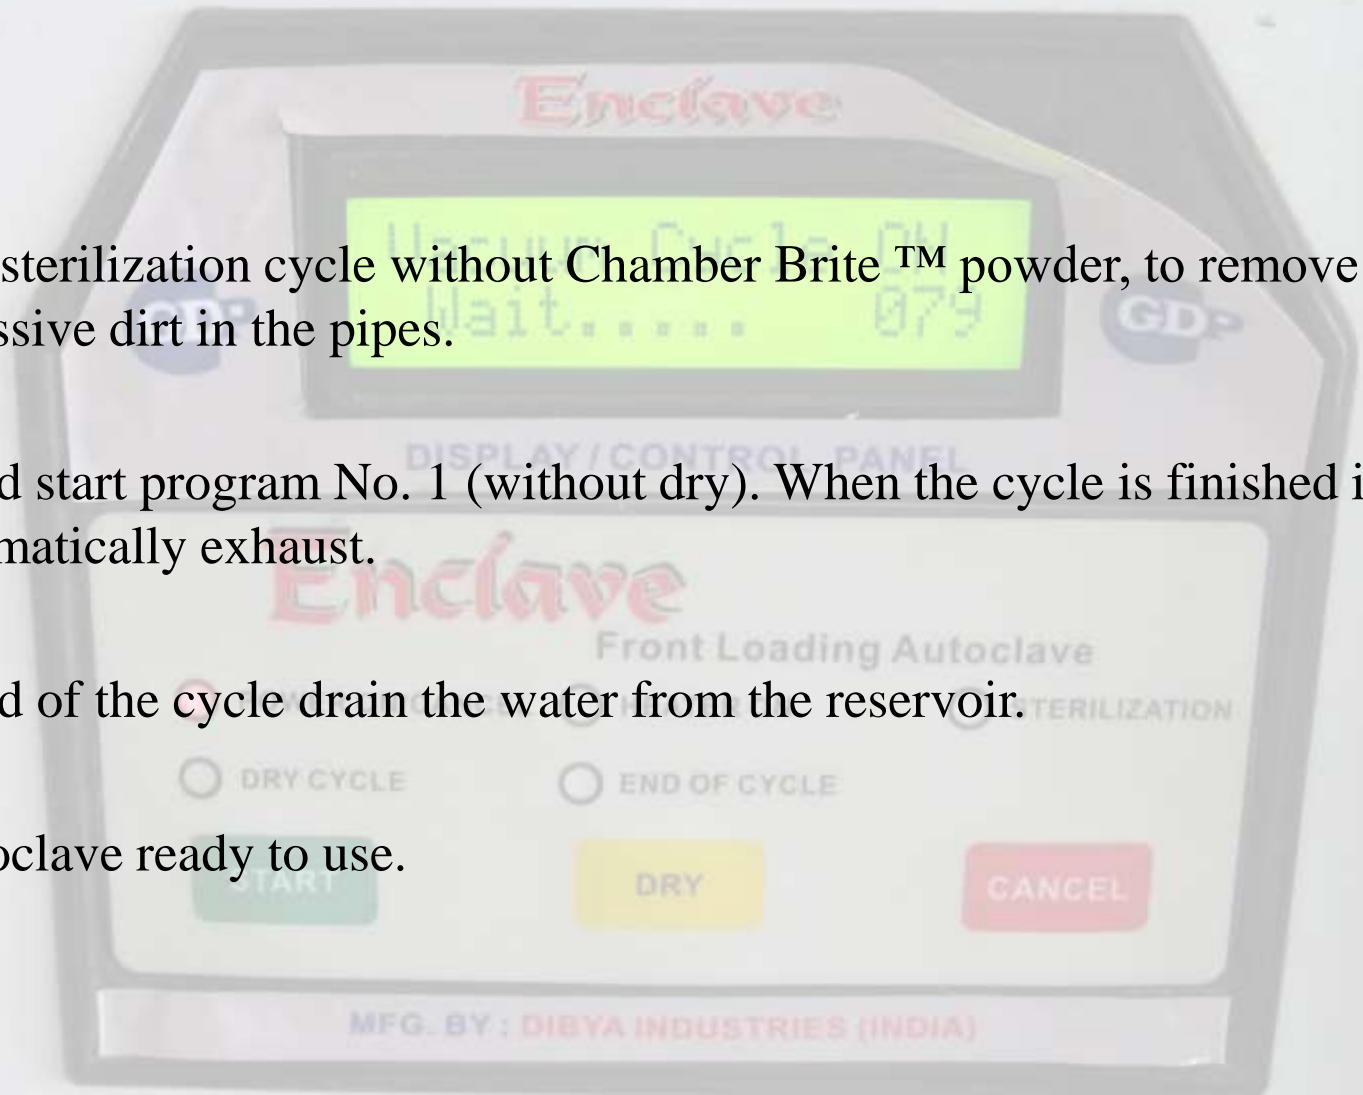 Enclave
Vacuum Cycle ON
sterilization cycle without Chamber Brite ™ powder, to remove
ssive dirt in the pipes.
Wait..... 079
GDP
DISPLAY / CONTROL PANEL
d start program No. 1 (without dry). When the cycle is finished i
matically exhaust.
Enclave
Front Loading Autoclave
d of the cycle drain the water from the reservoir.
STERILIZATION
DRY CYCLE
END OF CYCLE
oclave ready to use.
START
DRY
CANCEL
MFG. BY : DIBYA INDUSTRIES (INDIA)